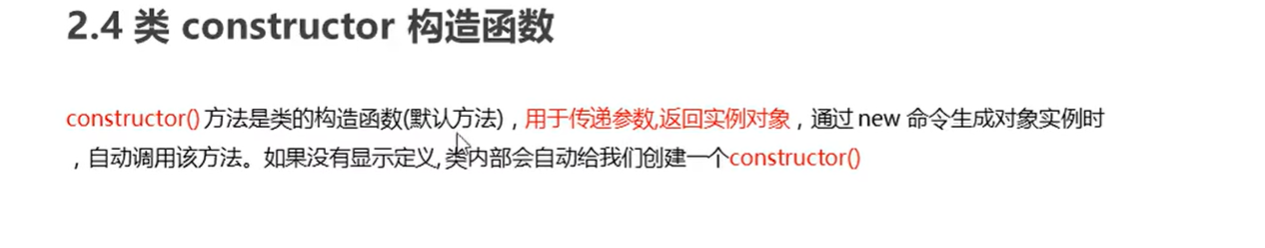 2.4 类 constructor 构造函数
constructor() 方法是类的构造函数(默认方法)，用于传递参数,返回实例对象，通过 new 命令生成对象实例时
，自动调用该方法。如果没有显示定义, 类内部会自动给我们创建一个constructor()